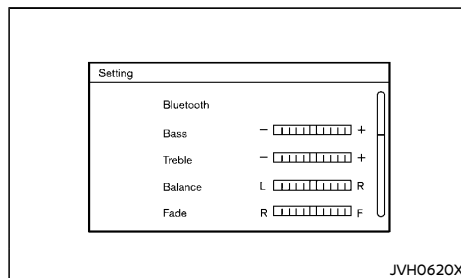 Setting
Bluetooth
Bass − +
Treble − +
Balance L R
Fade R F
JVH0620X